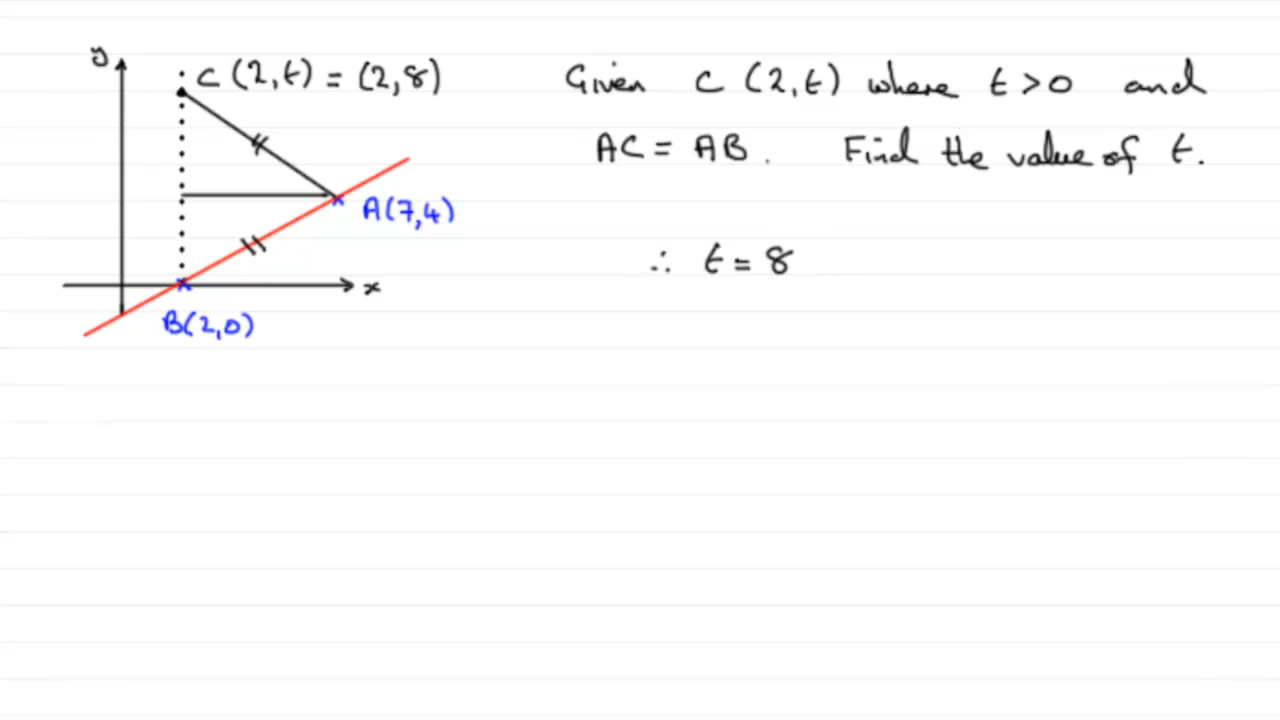 y
C (2,t) = (2,8)
Given C (2,t) where t>0 and
AC = AB. Find the value of t.
A(7,4)
∴ t = 8
x
B(2,0)